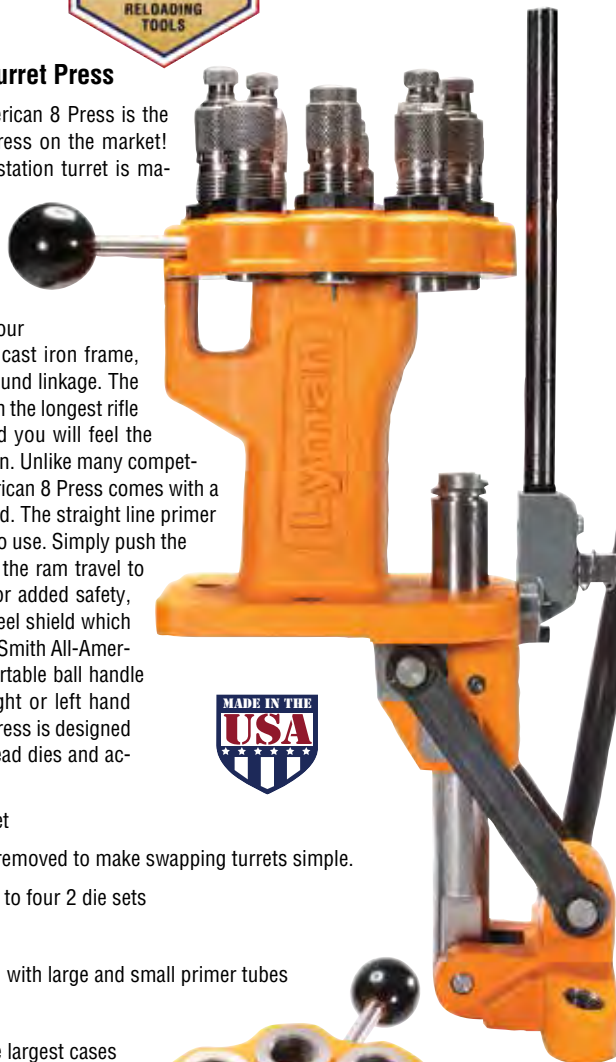 RELOADING
TOOLS
urret Press
erican 8 Press is the
ress on the market!
station turret is ma-
our
cast iron frame,
und linkage. The
n the longest rifle
d you will feel the
n. Unlike many compet-
rican 8 Press comes with a
d. The straight line primer
o use. Simply push the
the ram travel to
or added safety,
eel shield which
Smith All-Amer-
rtable ball handle
ght or left hand
ress is designed
ead dies and ac-
et
removed to make swapping turrets simple.
to four 2 die sets
with large and small primer tubes
e largest cases
Lyman
MADE IN THE
USA